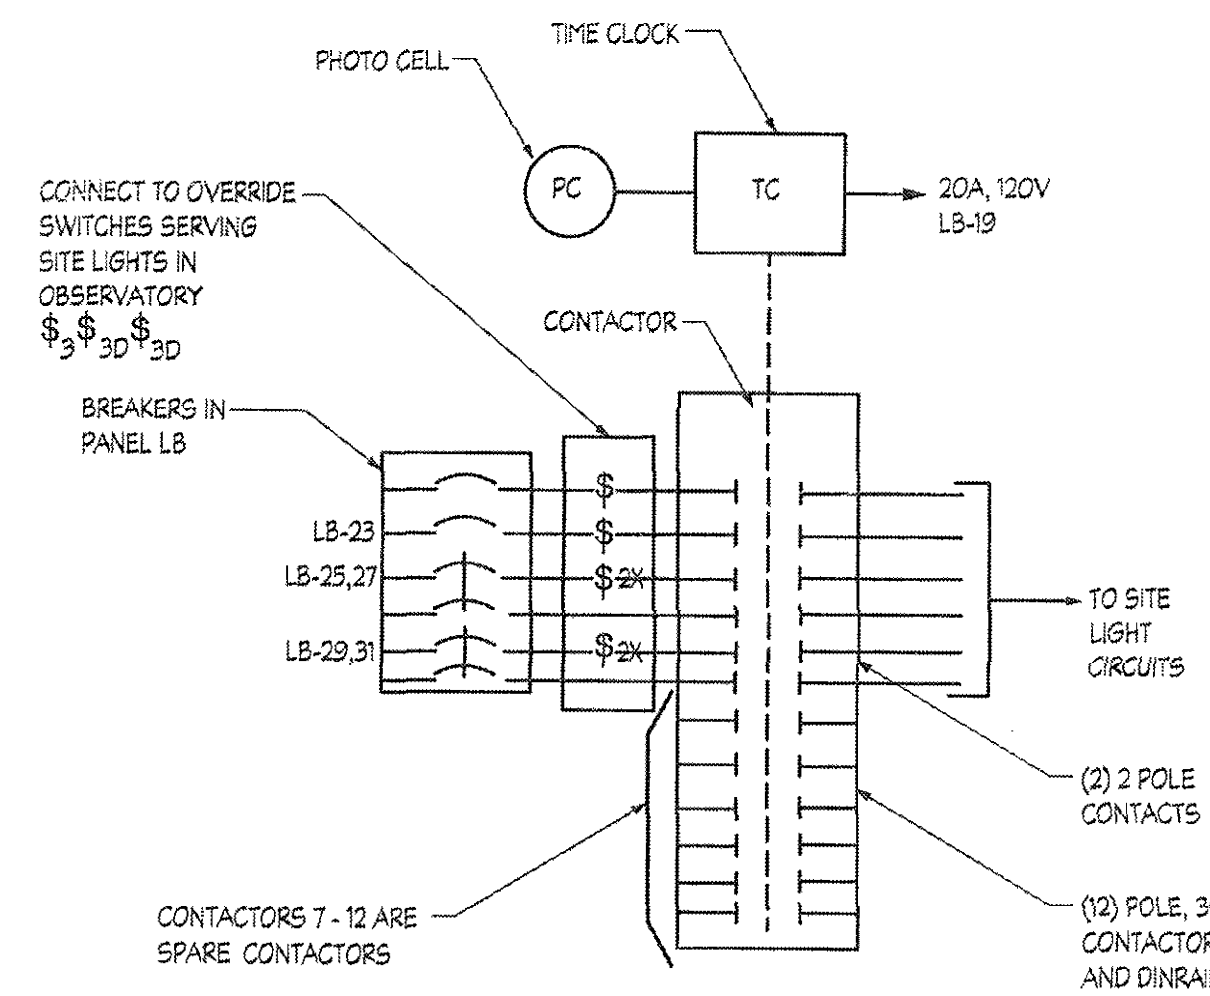 TIME CLOCK
PHOTO CELL
PC
TC
20A, 120V
LB-19
CONNECT TO OVERRIDE
SWITCHES SERVING
SITE LIGHTS IN
OBSERVATORY
$3 $3D $3D
CONTACTOR
BREAKERS IN
PANEL LB
$
LB-23
$
LB-25,27
$ 2X
LB-29,31
$ 2X
TO SITE
LIGHT
CIRCUITS
(2) 2 POLE
CONTACTS
CONTACTORS 7 - 12 ARE
SPARE CONTACTORS
(12) POLE, 3
CONTACTOR
AND DINRAI